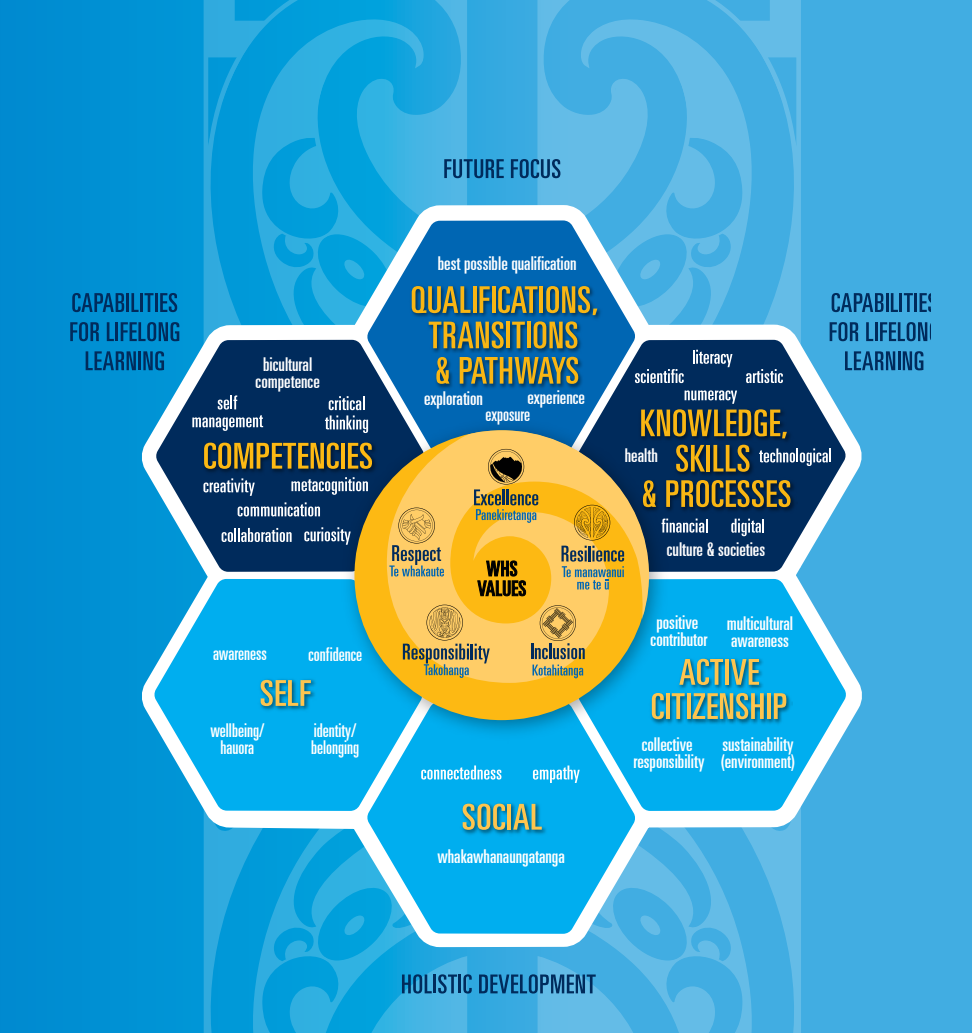 FUTURE FOCUS
best possible qualification
QUALIFICATIONS,
TRANSITIONS
& PATHWAYS
exploration
experience
exposure
CAPABILITIES
FOR LIFELONG
LEARNING
CAPABILITIES
FOR LIFELON
LEARNING
bicultural
competence
self
management
critical
thinking
COMPETENCIES
creativity
metacognition
communication
collaboration
curiosity
literacy
scientific
artistic
numeracy
KNOWLEDGE,
health
SKILLS
technological
& PROCESSES
financial
digital
culture & societies
Excellence
Panekiretanga
Respect
Te whakaute
Resilience
Te manawanui
me te ū
WHS
VALUES
Responsibility
Takohanga
Inclusion
Kotahitanga
awareness
confidence
SELF
wellbeing/
hauora
identity/
belonging
positive
contributor
multicultural
awareness
ACTIVE
CITIZENSHIP
collective
responsibility
sustainability
(environment)
connectedness
empathy
SOCIAL
whakawhanaungatanga
HOLISTIC DEVELOPMENT